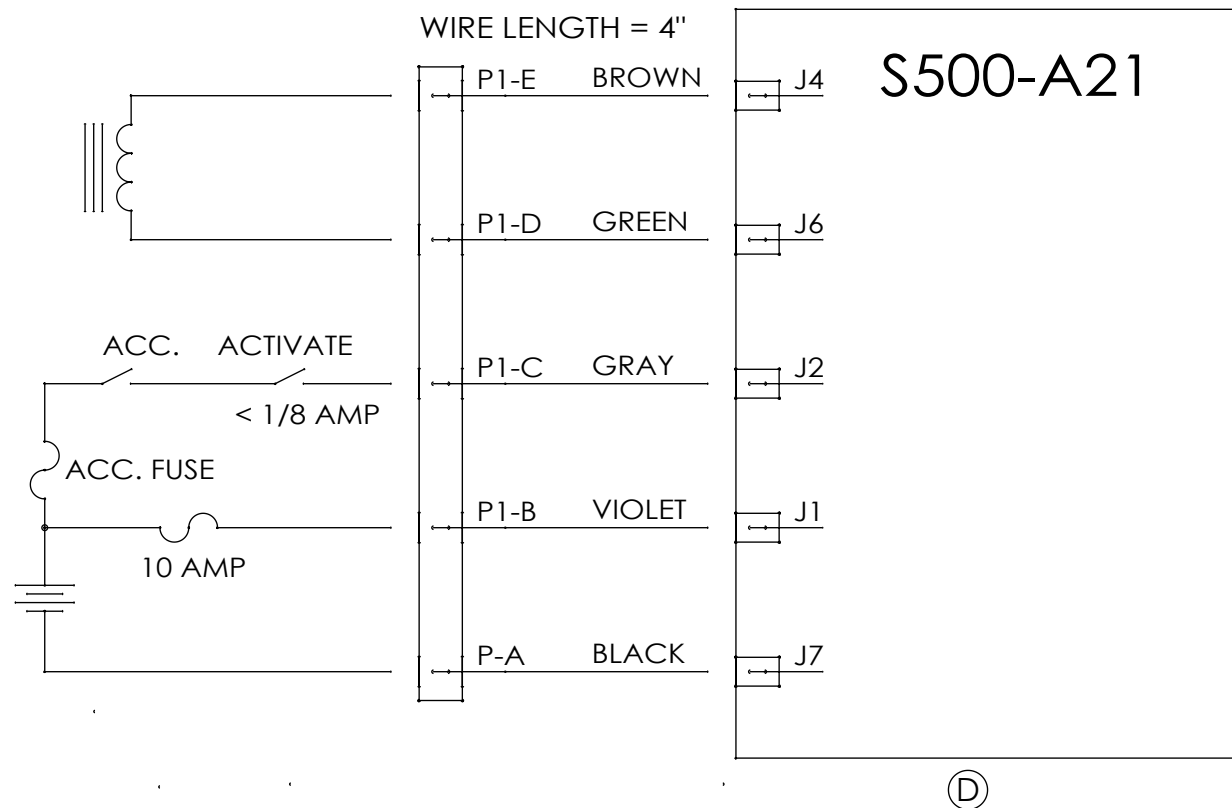 WIRE LENGTH = 4"
S500-A21
P1-E BROWN J4
P1-D GREEN J6
ACC. ACTIVATE
P1-C GRAY J2
< 1/8 AMP
ACC. FUSE
P1-B VIOLET J1
10 AMP
P-A BLACK J7
D